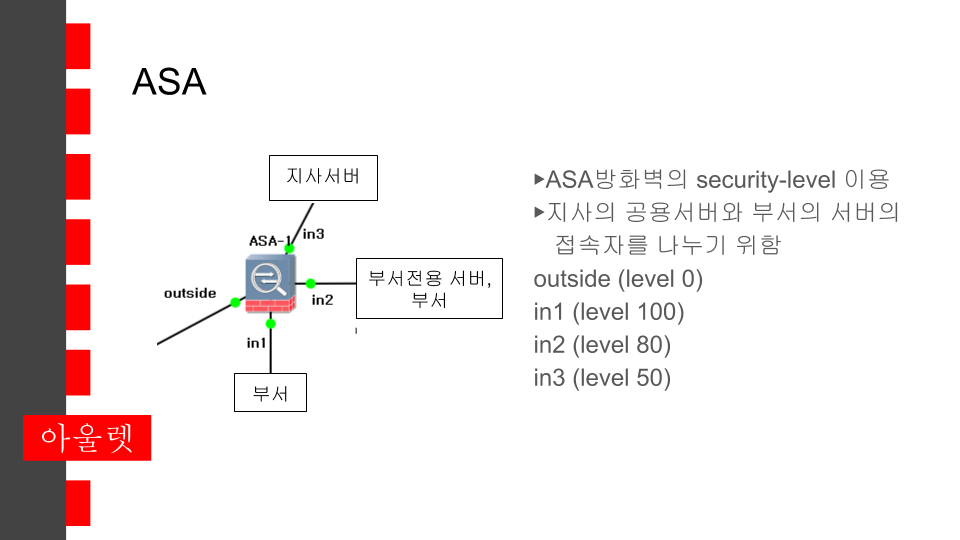 ASA
지사서버
in3
ASA-1
outside
in2
부서전용 서버,
부서
in1
부서
▶ASA방화벽의 security-level 이용
▶지사의 공용서버와 부서의 서버의
접속자를 나누기 위함
outside (level 0)
in1 (level 100)
in2 (level 80)
in3 (level 50)
아울렛